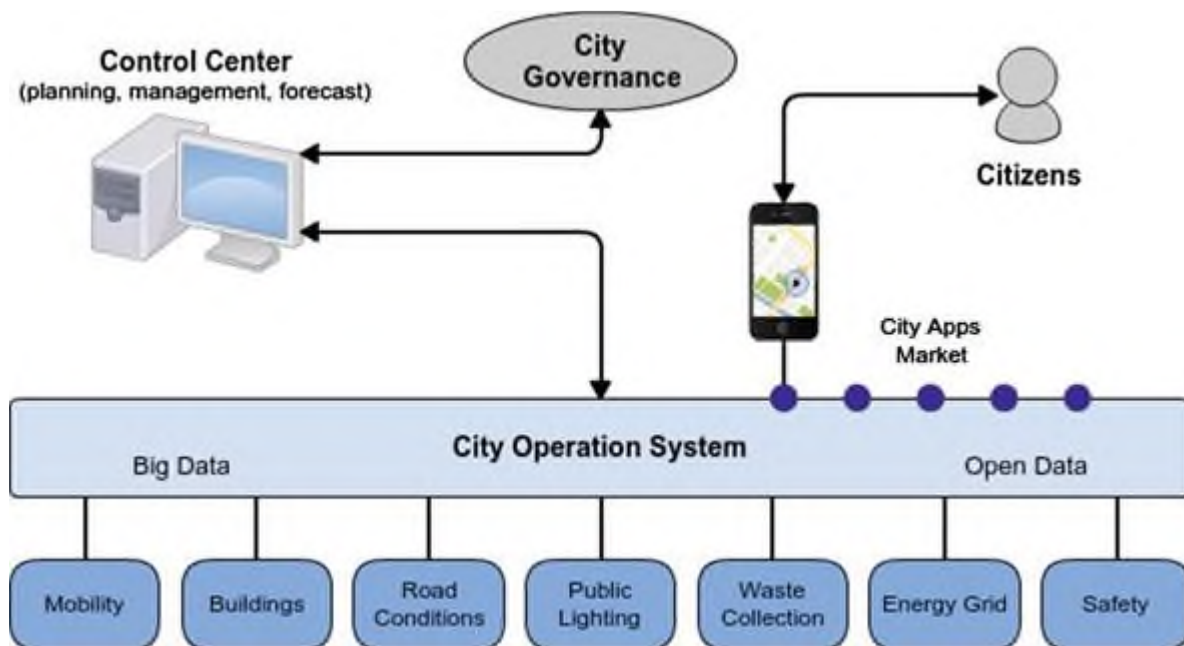 Control Center
(planning, management, forecast)
City
Governance
Citizens
City Apps
Market
City Operation System
Big Data
Open Data
Mobility
Buildings
Road
Conditions
Public
Lighting
Waste
Collection
Energy Grid
Safety